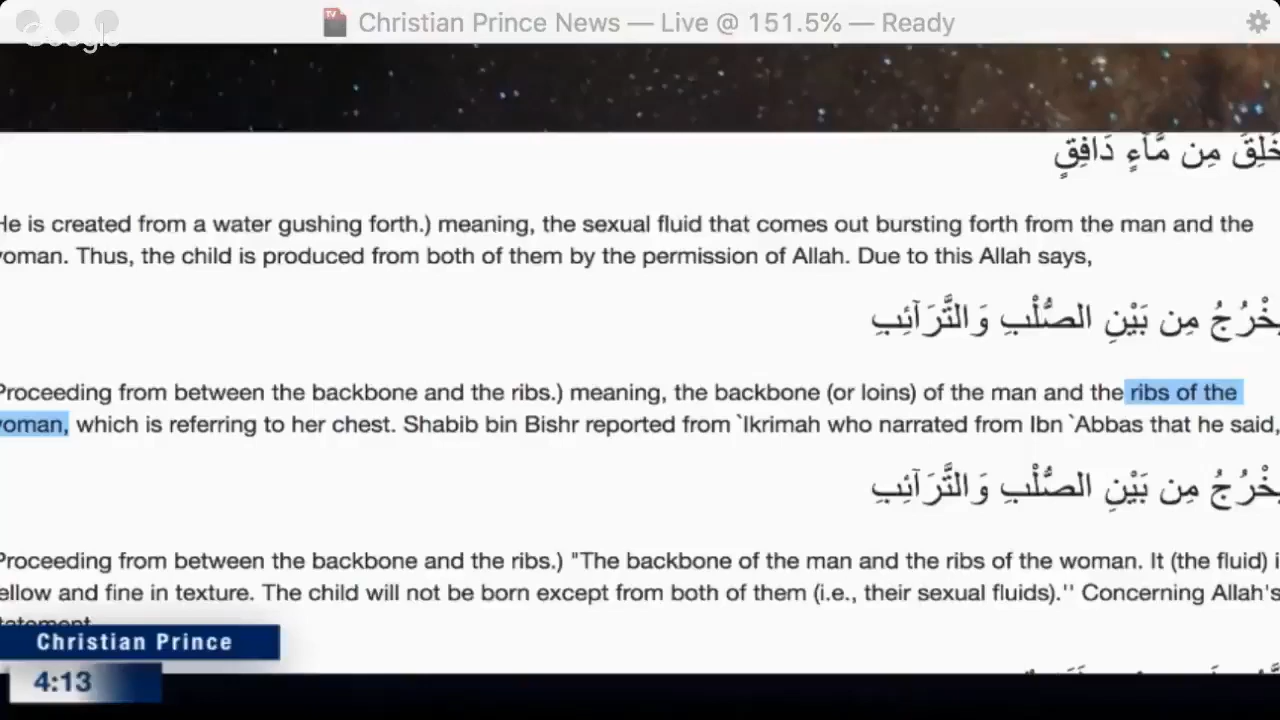 Christian Prince News — Live @ 151.5% — Ready
Google
خَلِقَ مِن مَّآءٍ دَافِقٍ
He is created from a water gushing forth.) meaning, the sexual fluid that comes out bursting forth from the man and the
woman. Thus, the child is produced from both of them by the permission of Allah. Due to this Allah says,
يَخْرُجُ مِن بَيْنِ الصُّلْبِ وَالتَّرَآئِبِ
Proceeding from between the backbone and the ribs.) meaning, the backbone (or loins) of the man and the ribs of the
woman, which is referring to her chest. Shabib bin Bishr reported from `Ikrimah who narrated from Ibn `Abbas that he said,
يَخْرُجُ مِن بَيْنِ الصُّلْبِ وَالتَّرَآئِبِ
Proceeding from between the backbone and the ribs.) "The backbone of the man and the ribs of the woman. It (the fluid) i
ellow and fine in texture. The child will not be born except from both of them (i.e., their sexual fluids).'' Concerning Allah's
statement
Christian Prince
4:13